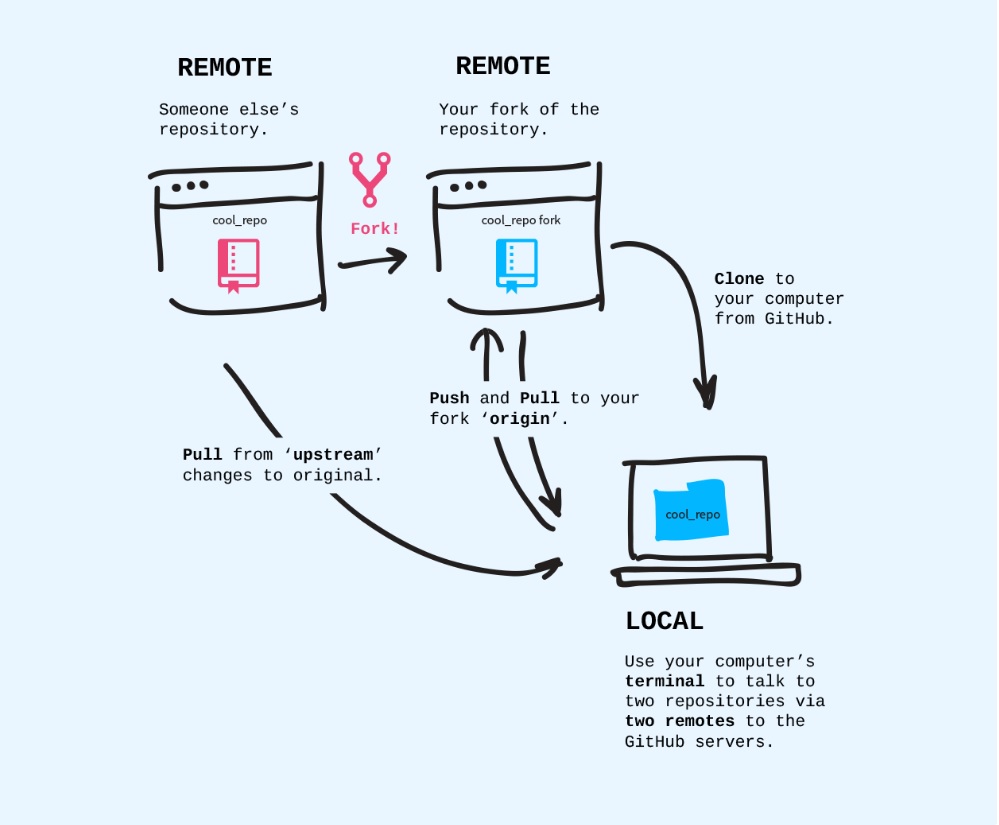 REMOTE
Someone else’s
repository.
cool_repo
Fork!
REMOTE
Your fork of the
repository.
cool_repo fork
Clone to
your computer
from GitHub.
Push and Pull to your
fork ‘origin’.
Pull from ‘upstream’
changes to original.
cool_repo
LOCAL
Use your computer’s
terminal to talk to
two repositories via
two remotes to the
GitHub servers.